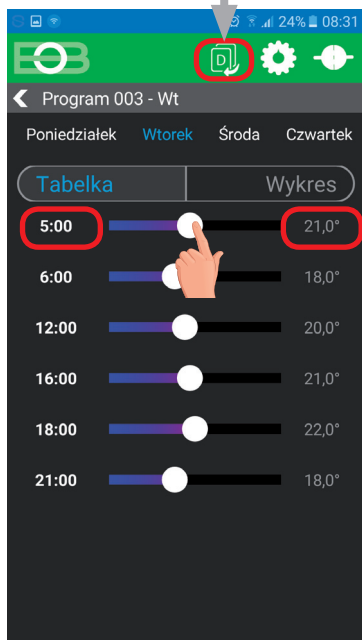 24% 08:31
EOB
D
Program 003 - Wt
Poniedziałek Wtorek Środa Czwartek
Tabelka Wykres
5:00 21,0°
6:00 18,0°
12:00 20,0°
16:00 21,0°
18:00 22,0°
21:00 18,0°